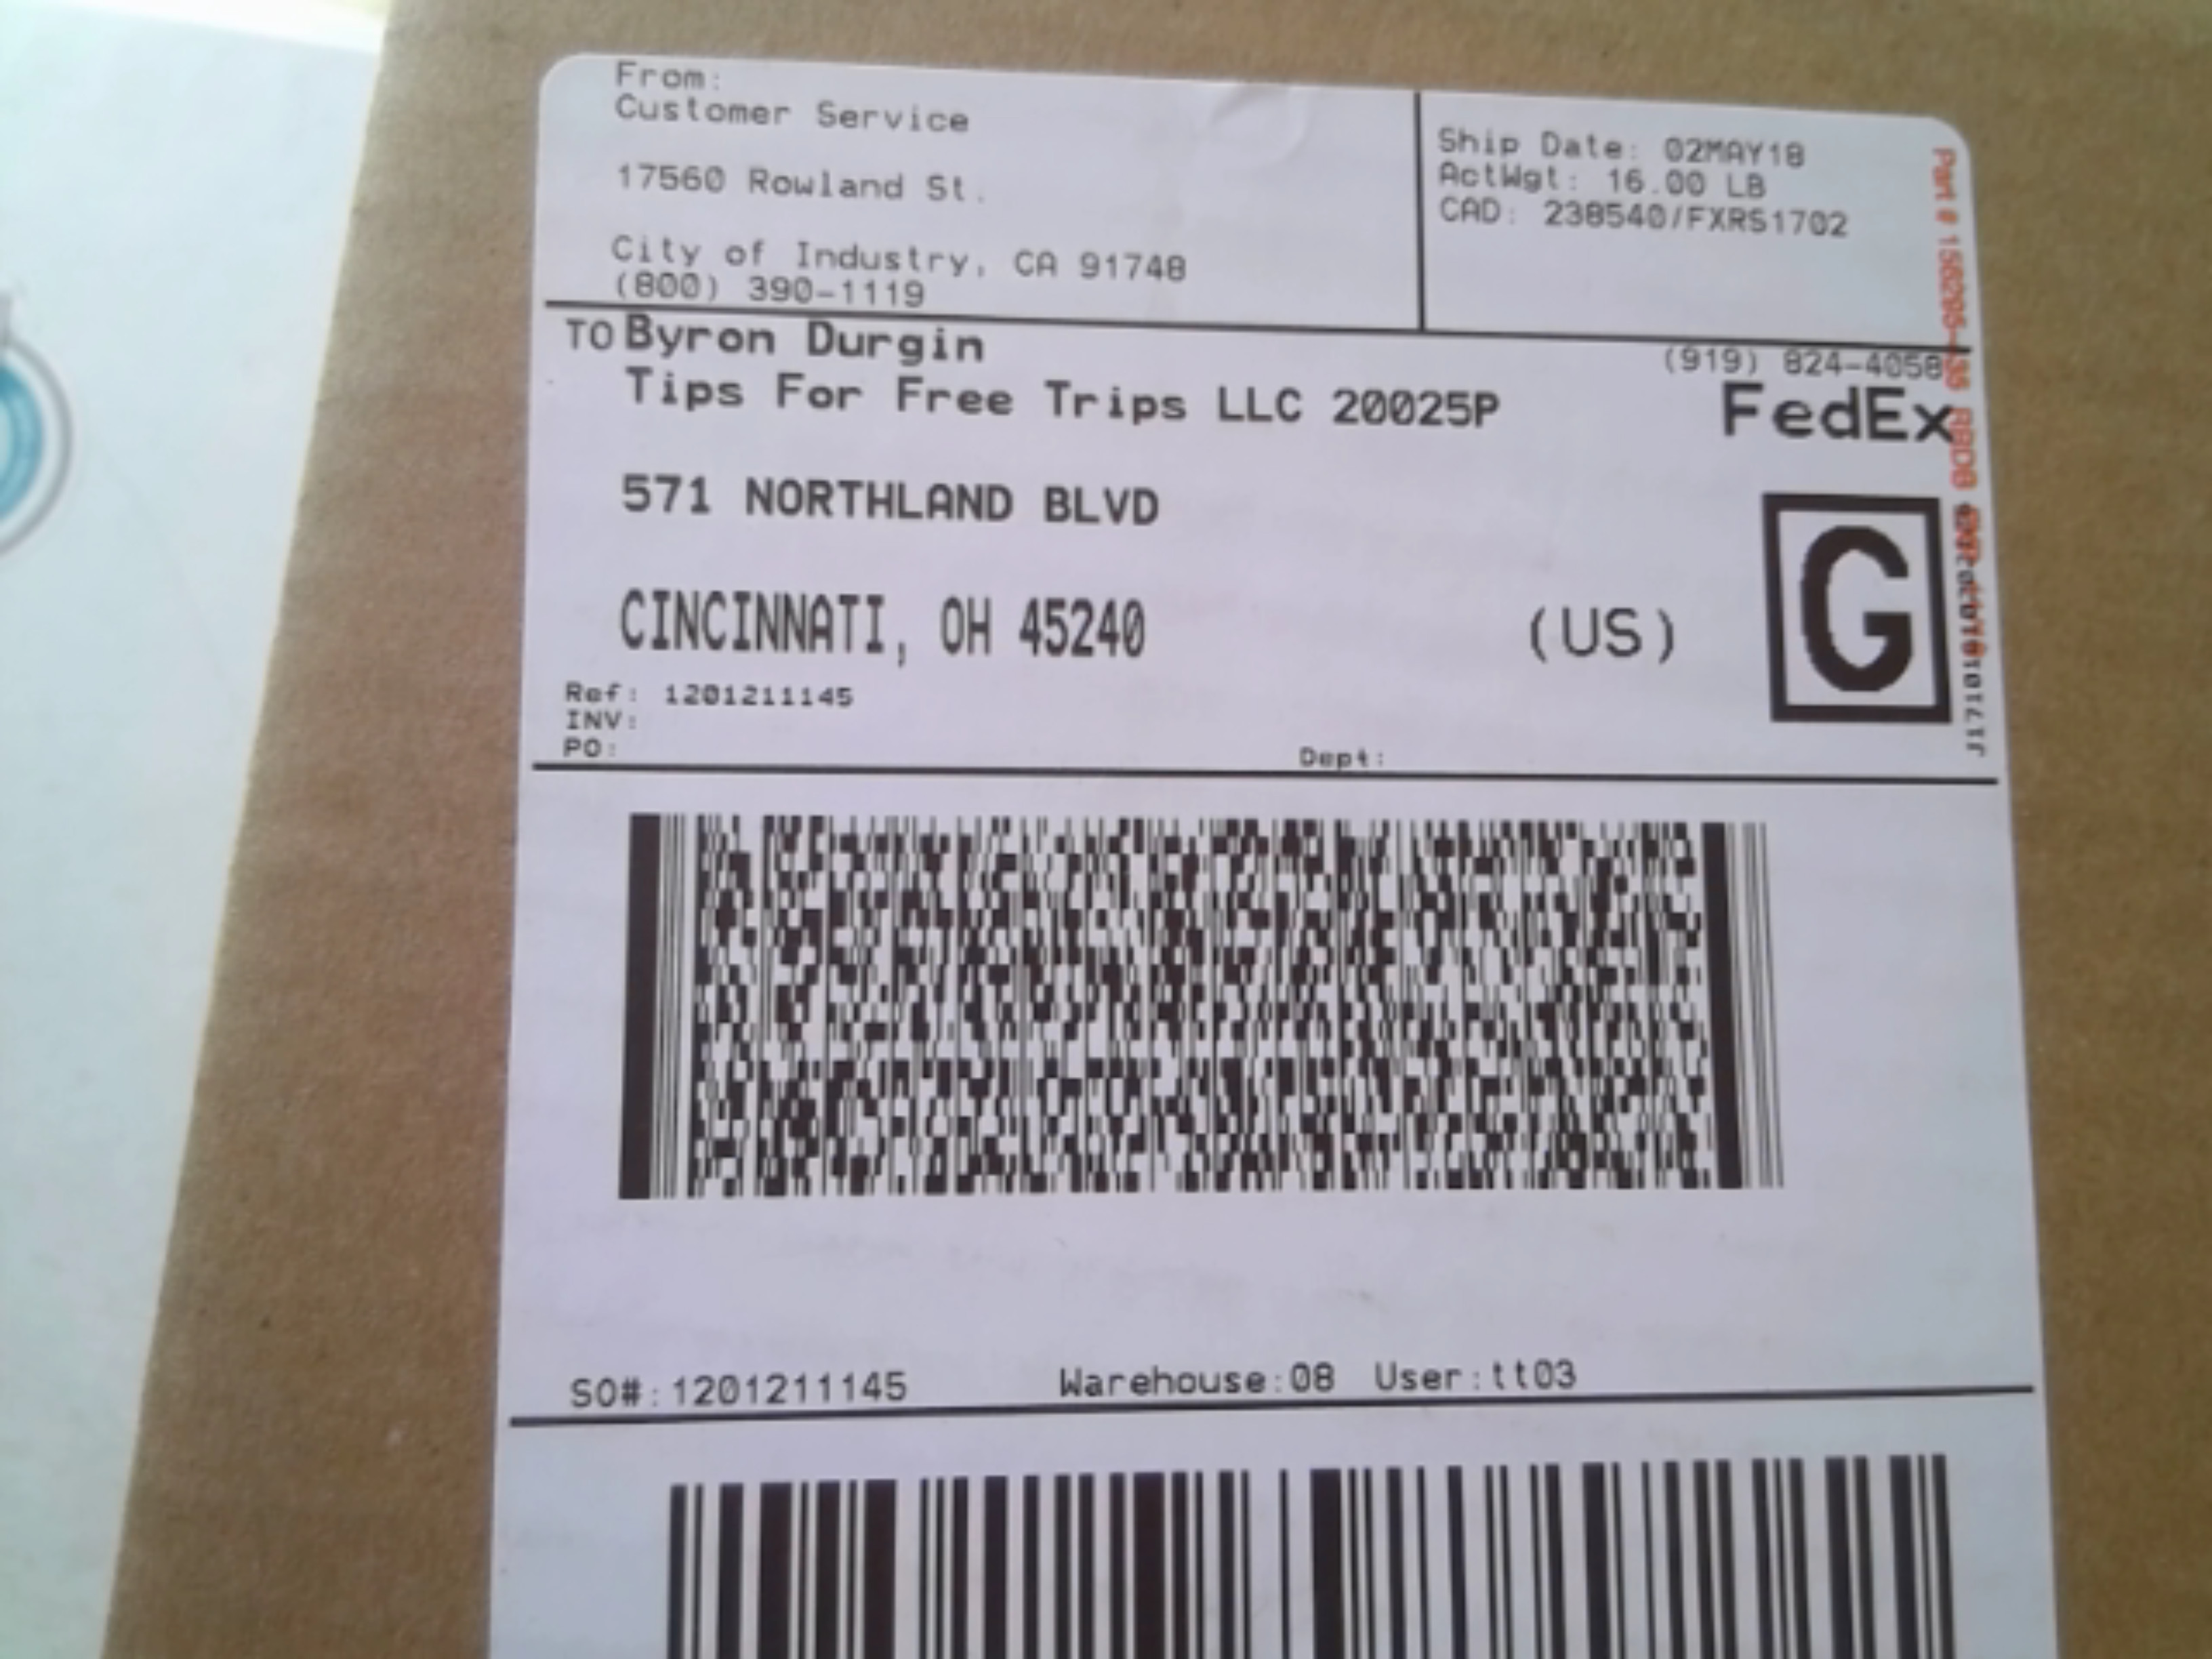 From:
Customer Service
17560 Rowland St.
City of Industry, CA 91748
(800) 390-1119
Ship Date: 02MAY18
ActWgt: 16.00 LB
CAD: 238540/FXRS1702
TO Byron Durgin
(919) 824-4058
Tips For Free Trips LLC 20025P
FedEx
571 NORTHLAND BLVD
G
CINCINNATI, OH 45240 (US)
Ref: 1201211145
INV:
PO: Dept:
SO#:1201211145 Warehouse:08 User:tt03
Part #